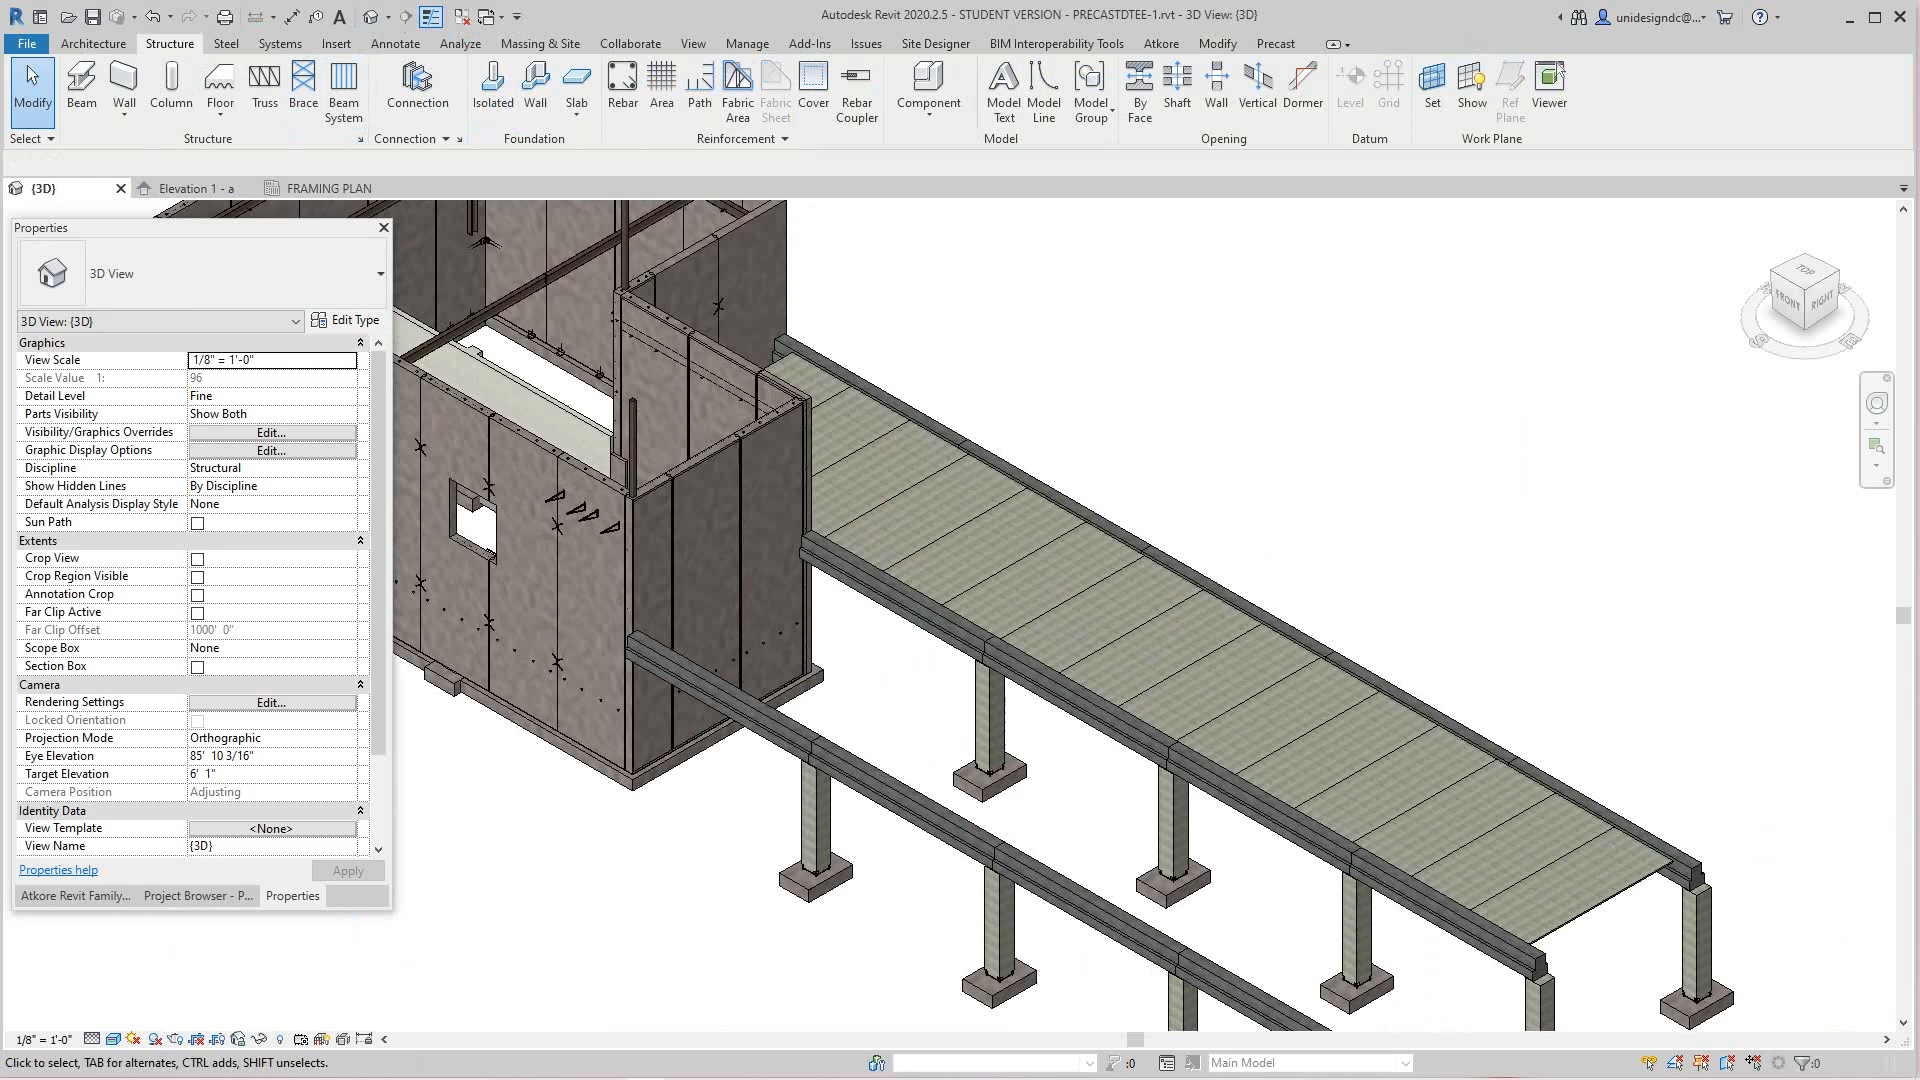 Autodesk Revit 2020.2.5 - STUDENT VERSION - PRECASTDTEE-1.rvt - 3D View: {3D}
unidesigndc@...
File Architecture Structure Steel Systems Insert Annotate Analyze Massing & Site Collaborate View Manage Add-Ins Issues Site Designer BIM Interoperability Tools Atkore Modify Precast
Modify Beam Wall Column Floor Truss Brace Beam System Connection Isolated Wall Slab Rebar Area Path Fabric Area Fabric Sheet Cover Rebar Coupler Component Model Text Model Line Model Group By Face Shaft Wall Vertical Dormer Level Grid Set Show Ref Plane Viewer
Select Structure Connection Foundation Reinforcement Model Opening Datum Work Plane
{3D} Elevation 1 - a FRAMING PLAN
Properties
3D View
3D View: {3D} Edit Type
Graphics
View Scale 1/8" = 1'-0"
Scale Value 1: 96
Detail Level Fine
Parts Visibility Show Both
Visibility/Graphics Overrides Edit...
Graphic Display Options Edit...
Discipline Structural
Show Hidden Lines By Discipline
Default Analysis Display Style None
Sun Path
Extents
Crop View
Crop Region Visible
Annotation Crop
Far Clip Active
Far Clip Offset 1000' 0"
Scope Box None
Section Box
Camera
Rendering Settings Edit...
Locked Orientation
Projection Mode Orthographic
Eye Elevation 85' 10 3/16"
Target Elevation 6' 1"
Camera Position Adjusting
Identity Data
View Template <None>
View Name {3D}
Properties help Apply
Atkore Revit Family... Project Browser - P... Properties
TOP
FRONT RIGHT
S E
1/8" = 1'-0"
Click to select, TAB for alternates, CTRL adds, SHIFT unselects.
:0 Main Model :0